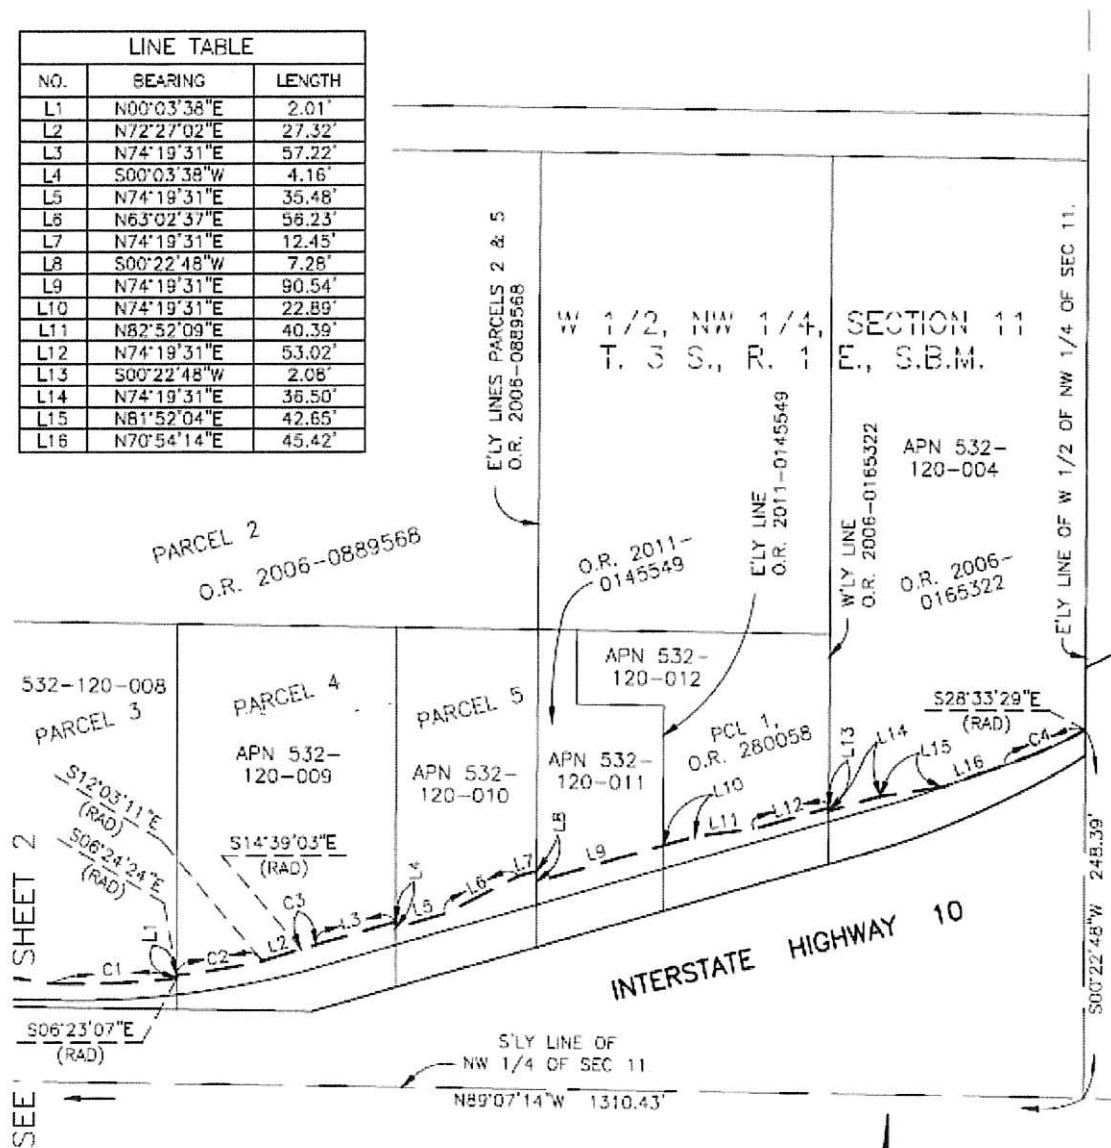 LINE TABLE
NO. BEARING LENGTH
L1 N00°03'38"E 2.01'
L2 N72°27'02"E 27.32'
L3 N74°19'31"E 57.22'
L4 S00°03'38"W 4.16'
L5 N74°19'31"E 35.48'
L6 N63°02'37"E 56.23'
L7 N74°19'31"E 12.45'
L8 S00°22'48"W 7.28'
L9 N74°19'31"E 90.54'
L10 N74°19'31"E 22.89'
L11 N82°52'09"E 40.39'
L12 N74°19'31"E 53.02'
L13 S00°22'48"W 2.08'
L14 N74°19'31"E 36.50'
L15 N81°52'04"E 42.65'
L16 N70°54'14"E 45.42'
E'LY LINES PARCELS 2 & 5
O.R. 2006-0889568
W 1/2, NW 1/4, SECTION 11
T. 3 S., R. 1 E., S.B.M.
E'LY LINE
O.R. 2011-0145549
W'LY LINE
O.R. 2006-0165322
APN 532-
120-004
E'LY LINE OF W 1/2 OF NW 1/4 OF SEC 11.
PARCEL 2
O.R. 2006-0889568
O.R. 2011-
0145549
O.R. 2006-
0165322
532-120-008
PARCEL 3
PARCEL 4
APN 532-
120-009
PARCEL 5
APN 532-
120-010
APN 532-
120-011
APN 532-
120-012
PCL 1,
O.R. 280058
S28°33'29"E
(RAD)
S12°03'11"E
(RAD)
S06°24'24"E
(RAD)
S14°39'03"E
(RAD)
L1
C1
C2
L2
C3
L3
L4
L5
L6
L7
L8
L9
L10
L11
L12
L13
L14
L15
L16
C4
S06°23'07"E
(RAD)
INTERSTATE HIGHWAY 10
S00°22'48"W 248.39'
S'LY LINE OF
NW 1/4 OF SEC 11
N89°07'14"W 1310.43'
SEE SHEET 2